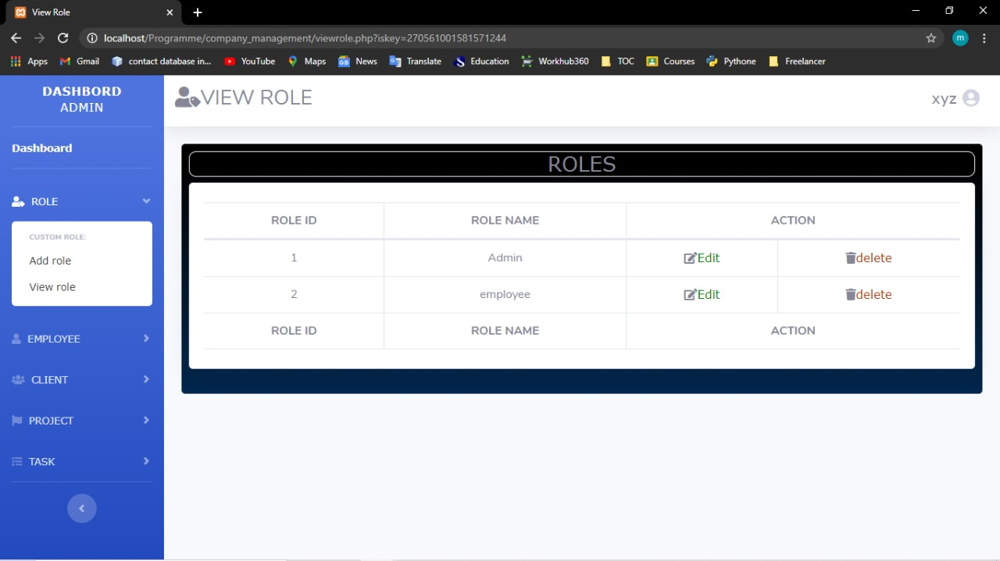 View Role
localhost/Programme/company_management/viewrole.php?iskey=270561001581571244
m
Apps Gmail contact database in... YouTube Maps News Translate Education Workhub360 TOC Courses Pythone Freelancer
DASHBORD
ADMIN
VIEW ROLE
xyz
Dashboard
ROLE
CUSTOM ROLE:
Add role
View role
EMPLOYEE
CLIENT
PROJECT
TASK
ROLES
ROLE ID ROLE NAME ACTION
1 Admin Edit delete
2 employee Edit delete
ROLE ID ROLE NAME ACTION